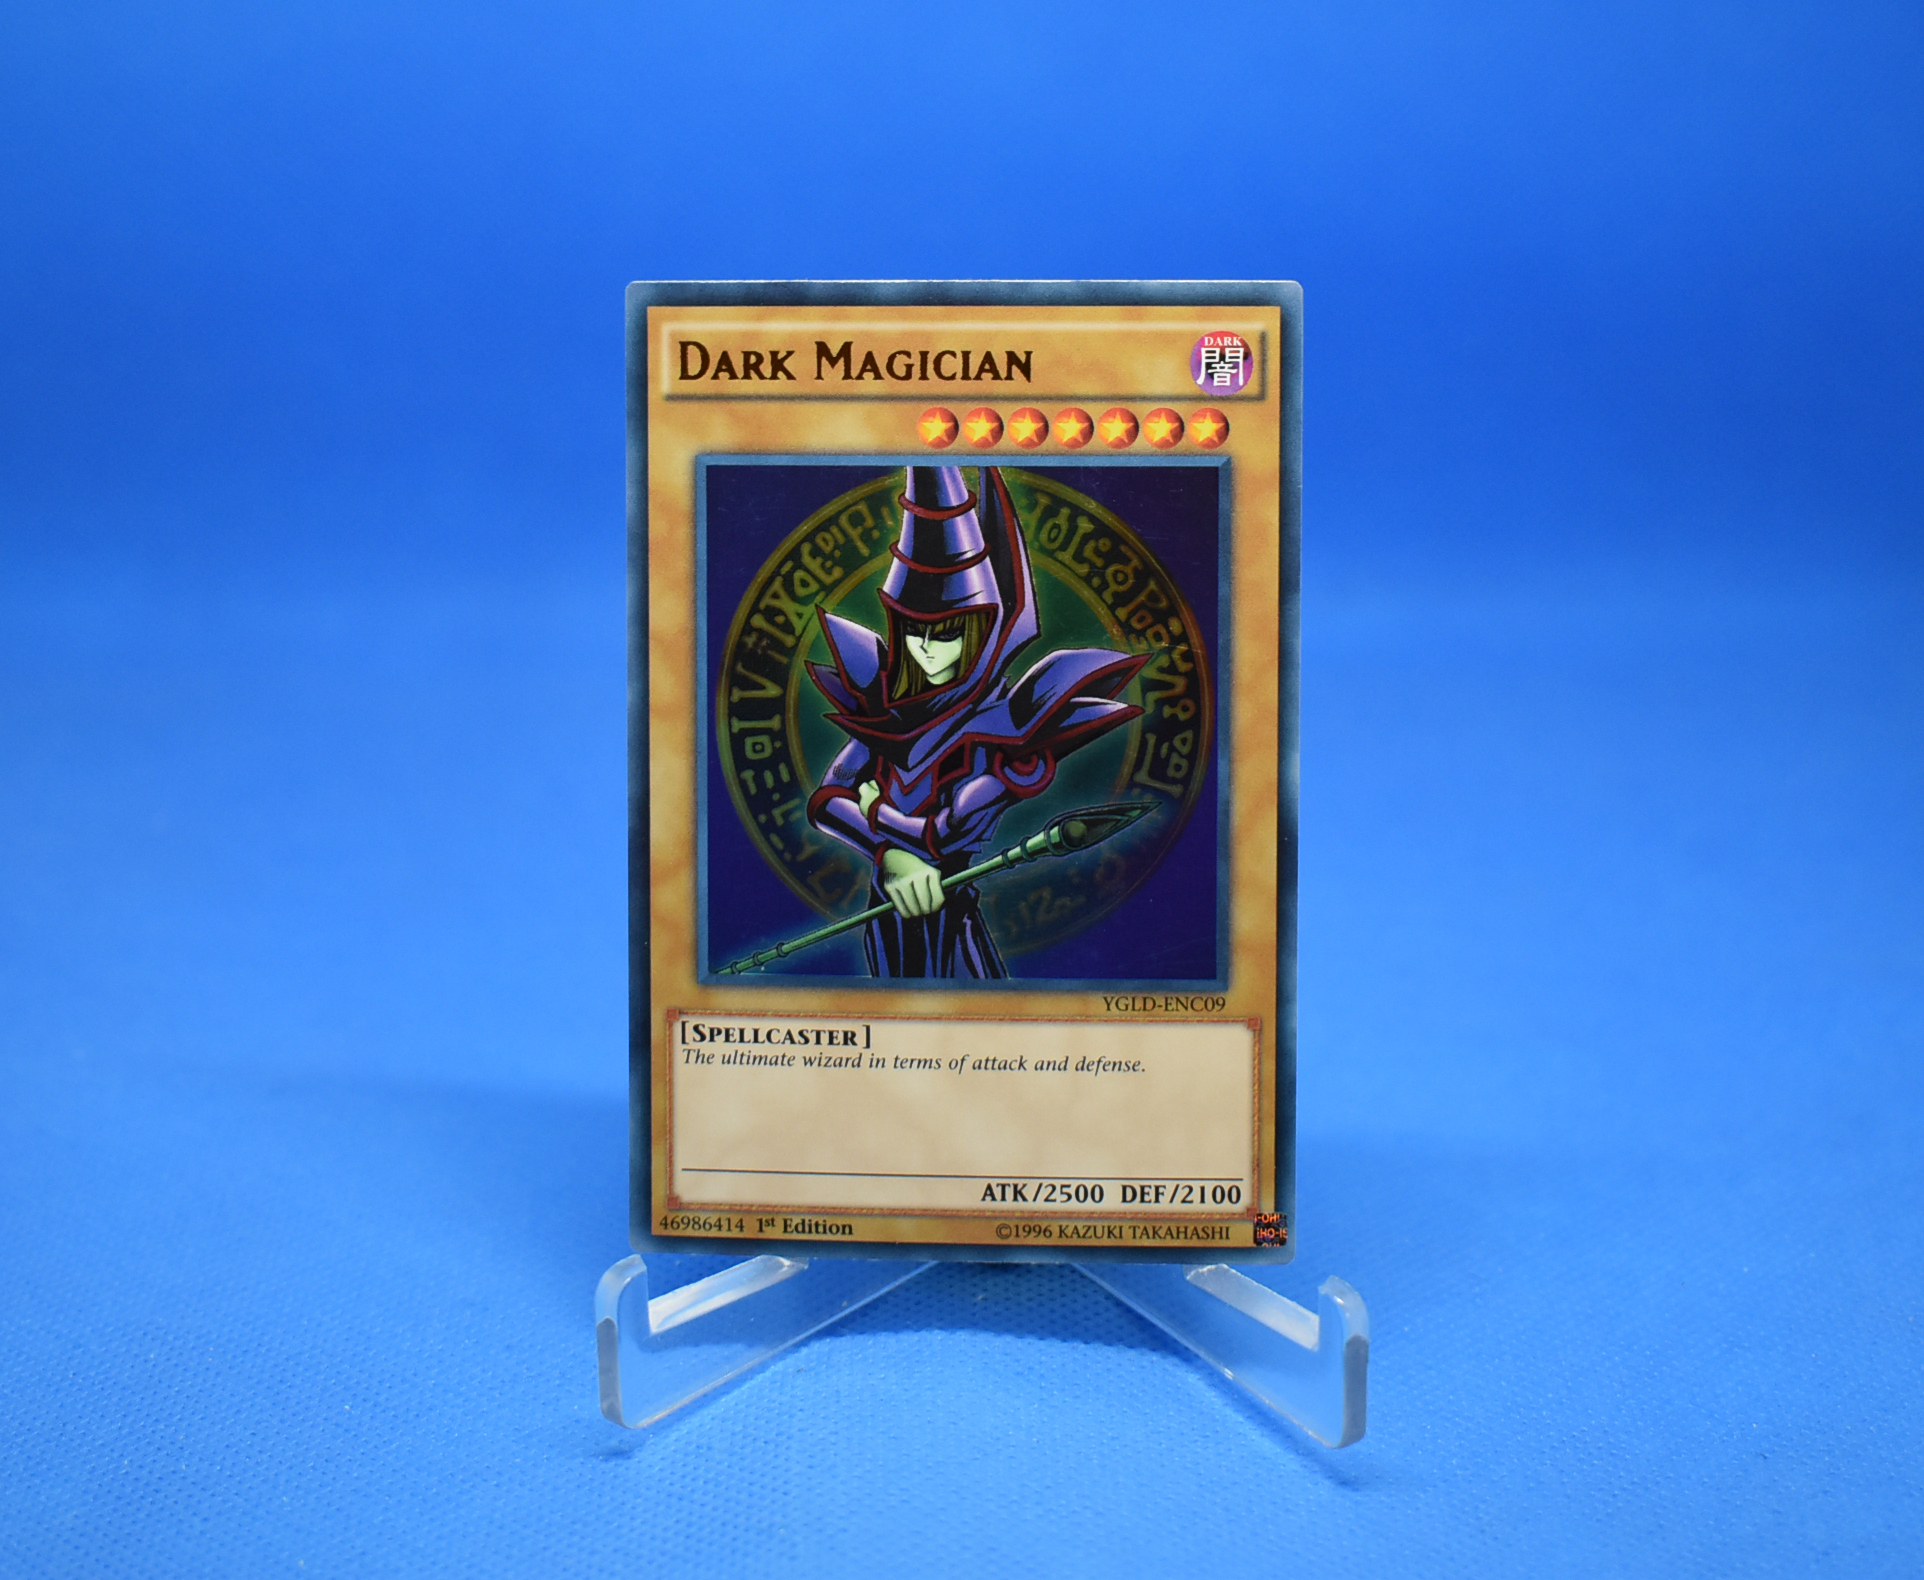 DARK MAGICIAN
DARK
闇
YGLD-ENC09
[SPELLCASTER]
The ultimate wizard in terms of attack and defense.
ATK/2500 DEF/2100
46986414 1st Edition
©1996 KAZUKI TAKAHASHI